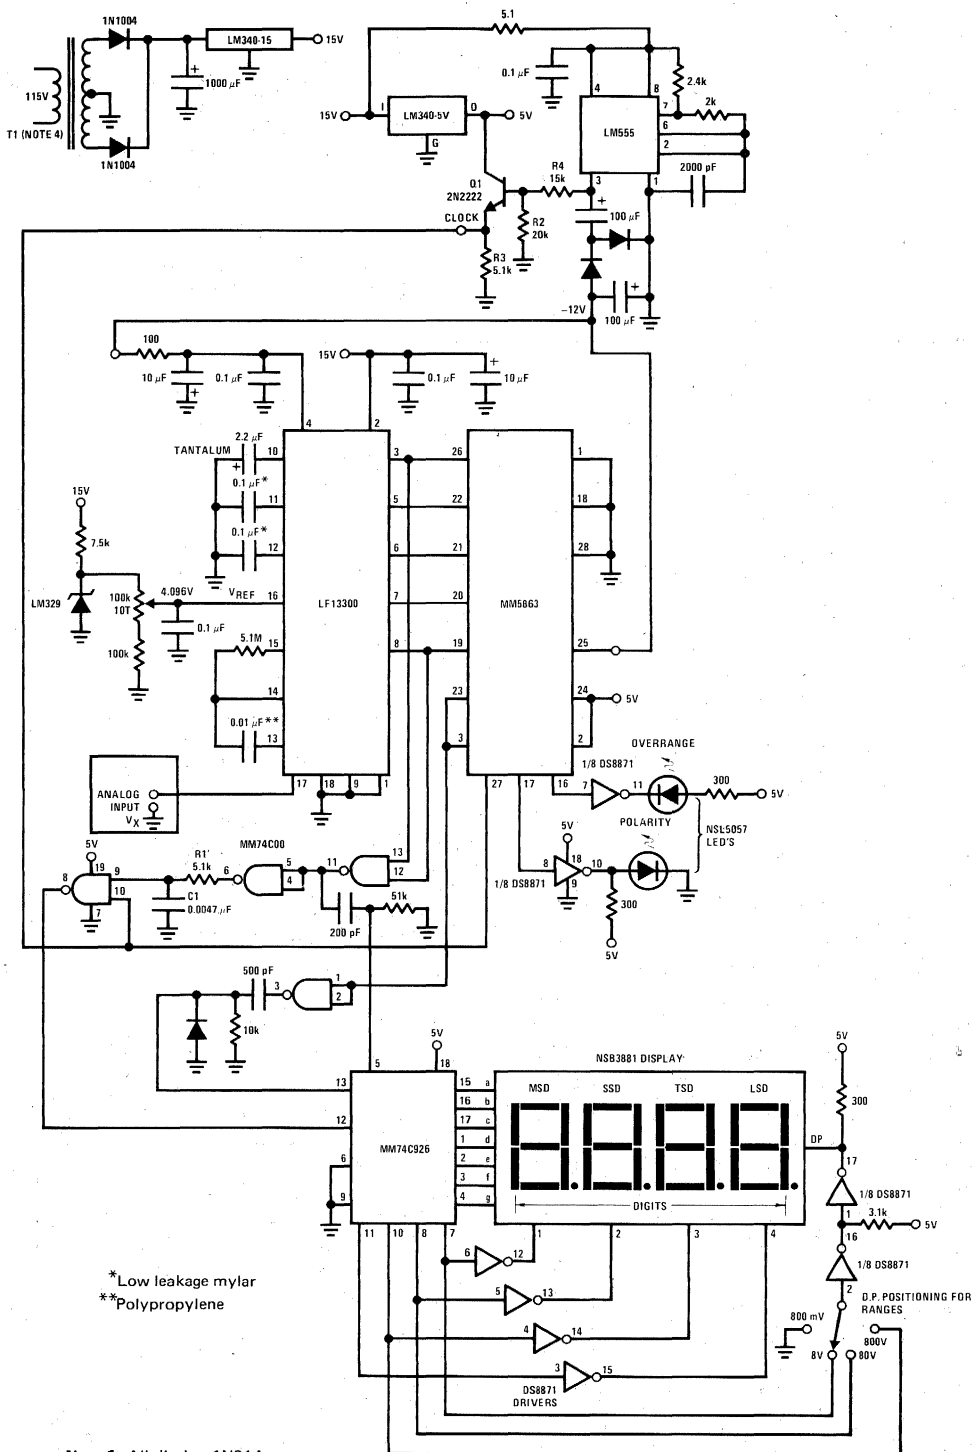 1N1004
LM340-15
15V
1000 µF
115V
T1 (NOTE 4)
1N1004
5.1
0.1 µF
4
8
2.4k
7
2k
LM555
6
2
3
1
2000 pF
15V
I
LM340-5V
O
5V
G
Q1
2N2222
R4
15k
R2
20k
100 µF
CLOCK
R3
5.1k
-12V
100 µF
100
10 µF
0.1 µF
15V
0.1 µF
10 µF
4
2
TANTALUM
2.2 µF
10
0.1 µF*
11
0.1 µF*
12
15V
7.5k
LM329
100k
10T
100k
4.096V
VREF
16
0.1 µF
5.1M
15
14
0.01 µF**
13
LF13300
3
5
6
7
8
17
18
9
1
26
22
21
20
19
23
3
MM5863
1
18
28
25
24
5V
2
27
17
16
ANALOG
INPUT
VX
OVERRANGE
1/8 DS8871
7
11
300
5V
POLARITY
NSL5057
LED'S
5V
8
18
10
9
1/8 DS8871
300
5V
MM74C00
5V
8
19
9
10
7
R1
5.1k
6
5
4
11
13
12
C1
0.0047 µF
200 pF
51k
500 pF
3
1
2
10k
5V
5
18
13
12
6
9
MM74C926
15 a
16 b
17 c
1 d
2 e
3 f
4 g
11
10
8
7
NSB3881 DISPLAY
MSD
SSD
TSD
LSD
DIGITS
DP
1
2
3
4
6
12
5
13
4
14
3
15
DS8871
DRIVERS
5V
300
17
1/8 DS8871
1
3.1k
5V
16
1/8 DS8871
2
D.P. POSITIONING FOR
RANGES
800 mV
800V
8V
80V
*Low leakage mylar
**Polypropylene